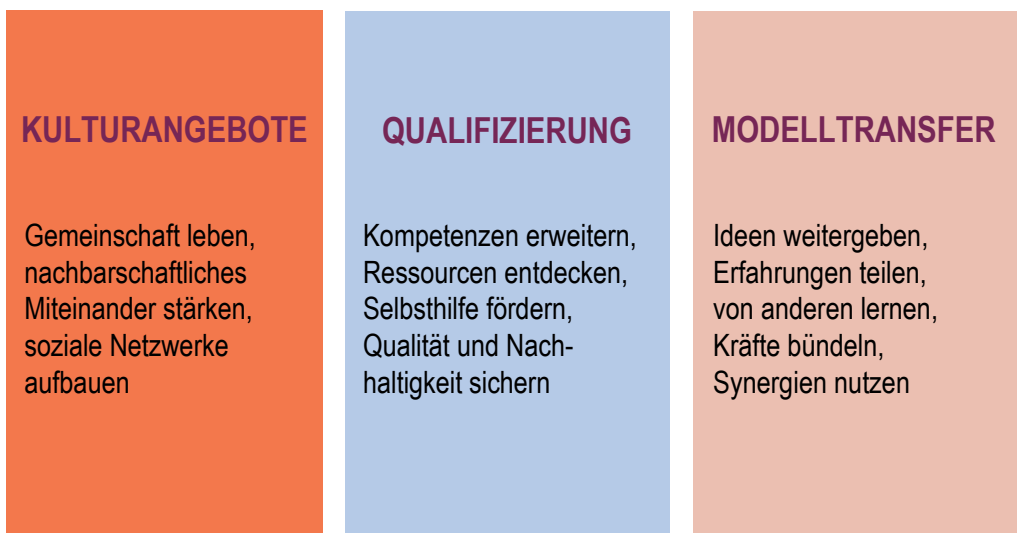 KULTURANGEBOTE
Gemeinschaft leben,
nachbarschaftliches
Miteinander stärken,
soziale Netzwerke
aufbauen
QUALIFIZIERUNG
Kompetenzen erweitern,
Ressourcen entdecken,
Selbsthilfe fördern,
Qualität und Nach-
haltigkeit sichern
MODELLTRANSFER
Ideen weitergeben,
Erfahrungen teilen,
von anderen lernen,
Kräfte bündeln,
Synergien nutzen